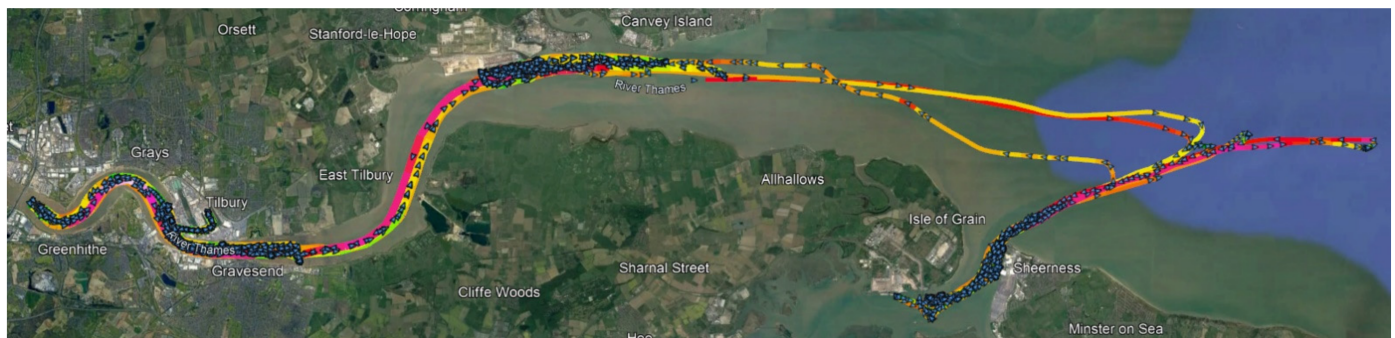 Corringham
Canvey Island
Orsett
Stanford-le-Hope
River Thames
Grays
East Tilbury
Allhallows
Tilbury
Isle of Grain
River Thames
Greenhithe
Gravesend
Sharnal Street
Sheerness
Cliffe Woods
Minster on Sea